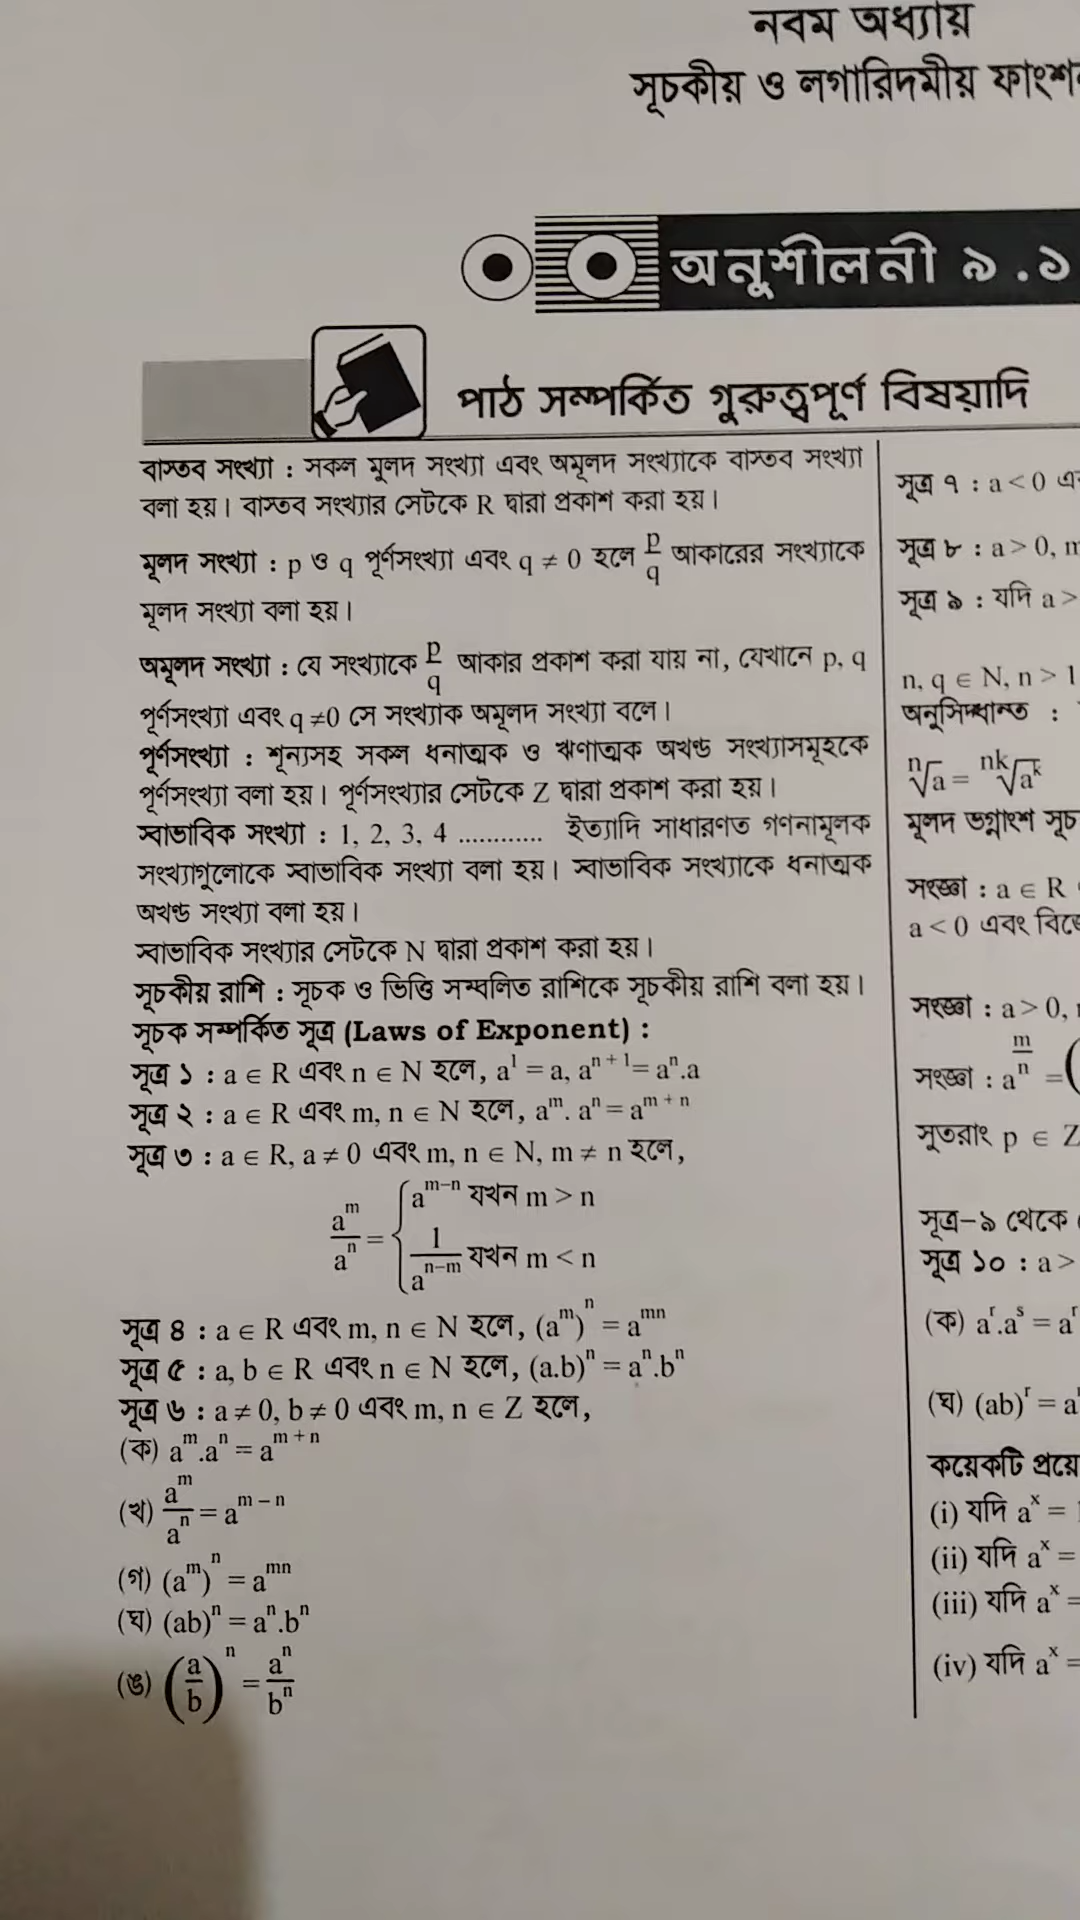 নবম অধ্যায়
সূচকীয় ও লগারিদমীয়
অনুশীলনী ৯.১
পাঠ সম্পর্কিত গুরুত্বপূর্ণ বিষয়াদি
বাস্তব সংখ্যা : সকল মূলদ সংখ্যা এবং অমূলদ সংখ্যাকে বাস্তব সংখ্যা
বলা হয়। বাস্তব সংখ্যার সেটকে R দ্বারা প্রকাশ করা হয়।
মূলদ সংখ্যা : p ও q পূর্ণসংখ্যা এবং q ≠ 0 হলে p/q আকারের সংখ্যাকে
মূলদ সংখ্যা বলা হয়।
অমূলদ সংখ্যা : যে সংখ্যাকে p/q আকার প্রকাশ করা যায় না, যেখানে p, q
পূর্ণসংখ্যা এবং q ≠0 সে সংখ্যাক অমূলদ সংখ্যা বলে।
পূর্ণসংখ্যা : শূন্যসহ সকল ধনাত্মক ও ঋণাত্মক অখন্ড সংখ্যাসমূহকে
পূর্ণসংখ্যা বলা হয়। পূর্ণসংখ্যার সেটকে Z দ্বারা প্রকাশ করা হয়।
স্বাভাবিক সংখ্যা : 1, 2, 3, 4 ............ ইত্যাদি সাধারণত গণনামূলক
সংখ্যাগুলোকে স্বাভাবিক সংখ্যা বলা হয়। স্বাভাবিক সংখ্যাকে ধনাত্মক
অখন্ড সংখ্যা বলা হয়।
স্বাভাবিক সংখ্যার সেটকে N দ্বারা প্রকাশ করা হয়।
সূচকীয় রাশি : সূচক ও ভিত্তি সম্বলিত রাশিকে সূচকীয় রাশি বলা হয়।
সূচক সম্পর্কিত সূত্র (Laws of Exponent) :
সূত্র ১ : a ∈ R এবং n ∈ N হলে, a¹ = a, aⁿ⁺¹= aⁿ.a
সূত্র ২ : a ∈ R এবং m, n ∈ N হলে, aᵐ. aⁿ = aᵐ⁺ⁿ
সূত্র ৩ : a ∈ R, a ≠ 0 এবং m, n ∈ N, m ≠ n হলে,
aᵐ/aⁿ = { aᵐ⁻ⁿ যখন m > n
1/aⁿ⁻ᵐ যখন m < n
সূত্র ৪ : a ∈ R এবং m, n ∈ N হলে, (aᵐ)ⁿ = aᵐⁿ
সূত্র ৫ : a, b ∈ R এবং n ∈ N হলে, (a.b)ⁿ = aⁿ.bⁿ
সূত্র ৬ : a ≠ 0, b ≠ 0 এবং m, n ∈ Z হলে,
(ক) aᵐ.aⁿ = aᵐ⁺ⁿ
(খ) aᵐ/aⁿ = aᵐ⁻ⁿ
(গ) (aᵐ)ⁿ = aᵐⁿ
(ঘ) (ab)ⁿ = aⁿ.bⁿ
(ঙ) (a/b)ⁿ = aⁿ/bⁿ
সূত্র ৭ : a < 0
সূত্র ৮ : a > 0,
সূত্র ৯ : যদি a >
n, q ∈ N, n > 1
অনুসিদ্ধান্ত :
ⁿ√a = ⁿᵏ√aᵏ
মূলদ ভগ্নাংশ
সংজ্ঞা : a ∈ R
a < 0 এবং
সংজ্ঞা : a > 0,
সংজ্ঞা : a^(m/n) = (
সুতরাং p ∈ Z
সূত্র-৯ থেকে
সূত্র ১০ : a >
(ক) aʳ.aˢ = aʳ
(ঘ) (ab)ʳ = a
কয়েকটি
(i) যদি aˣ =
(ii) যদি aˣ =
(iii) যদি aˣ =
(iv) যদি aˣ =